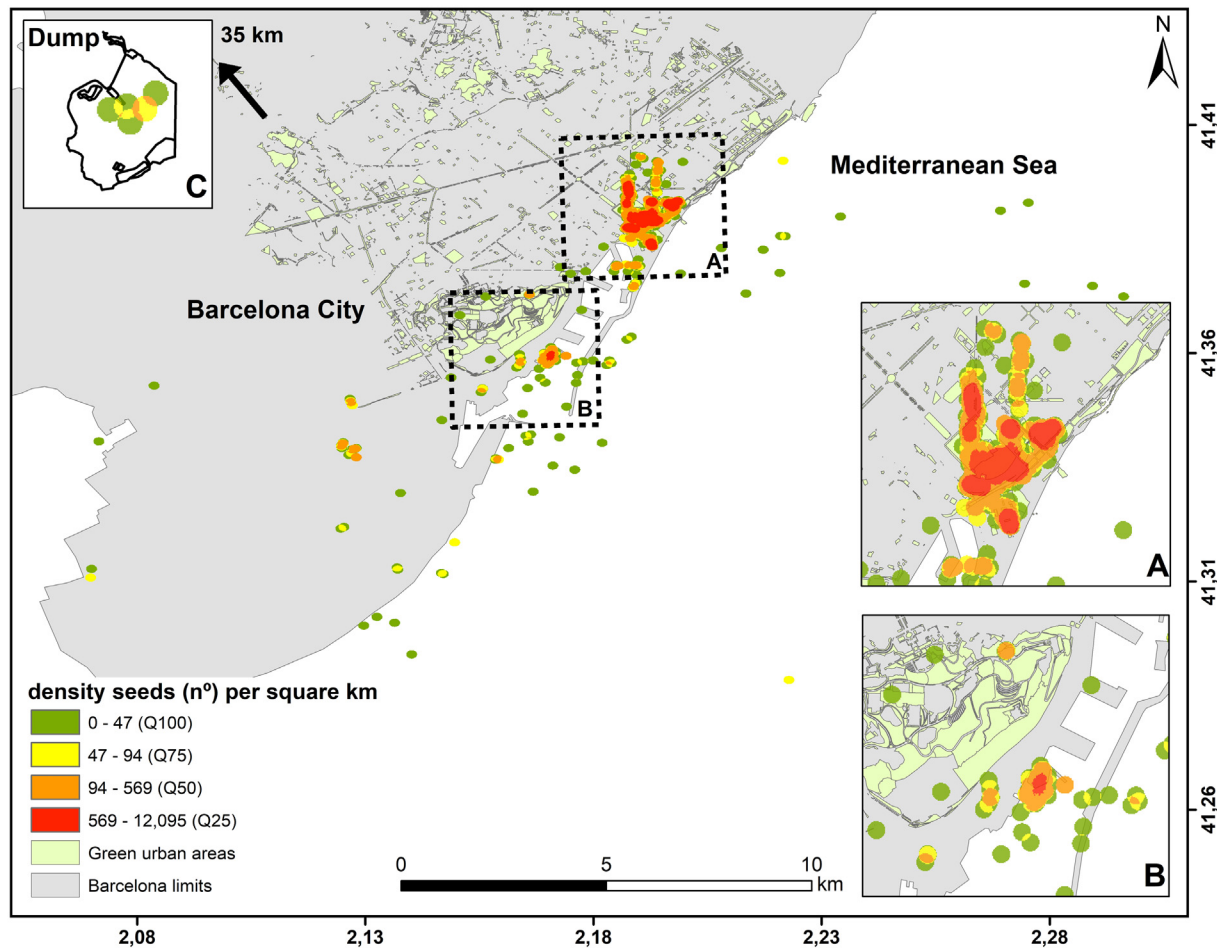 Dump
35 km
C
N
Mediterranean Sea
A
Barcelona City
B
A
B
density seeds (nº) per square km
0 - 47 (Q100)
47 - 94 (Q75)
94 - 569 (Q50)
569 - 12,095 (Q25)
Green urban areas
Barcelona limits
0 5 10
km
41,41
41,36
41,31
41,26
2,08 2,13 2,18 2,23 2,28